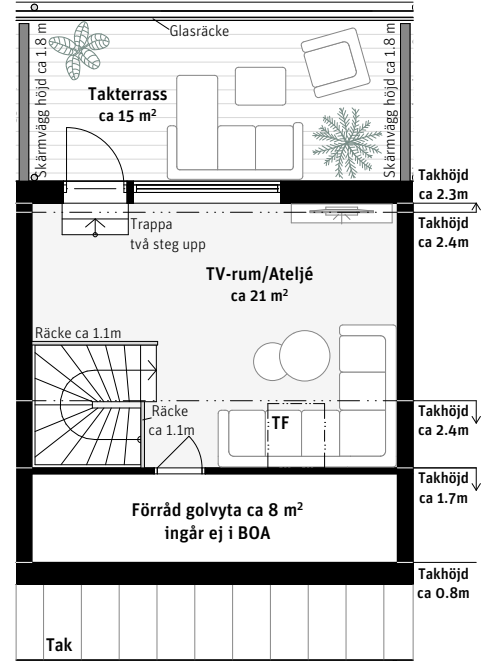 Glasräcke
Skärmvägg höjd ca 1.8 m
Skärmvägg höjd ca 1.8 m
Takterrass
ca 15 m²
Takhöjd
ca 2.3m
Trappa
två steg upp
Takhöjd
ca 2.4m
TV-rum/Ateljé
ca 21 m²
Räcke ca 1.1m
Räcke
ca 1.1m
TF
Takhöjd
ca 2.4m
Takhöjd
ca 1.7m
Förråd golvyta ca 8 m²
ingår ej i BOA
Takhöjd
ca 0.8m
Tak